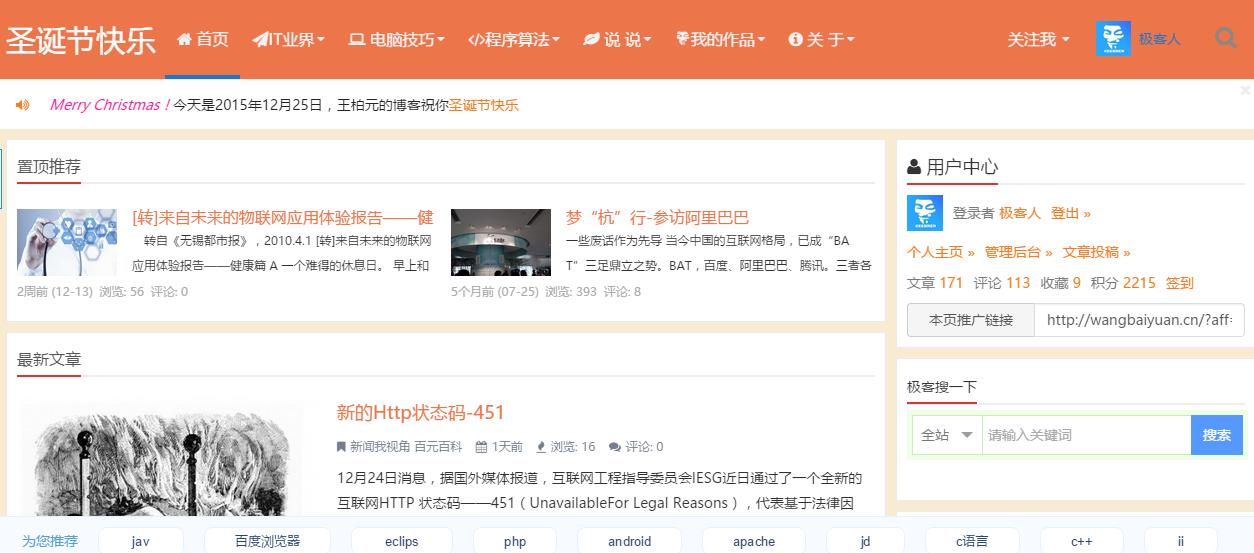 圣诞节快乐 首页 IT业界 电脑技巧 程序算法 说 说 我的作品 关 于 关注我 极客人
Merry Christmas！今天是2015年12月25日，王柏元的博客祝你圣诞节快乐
置顶推荐
[转]来自未来的物联网应用体验报告——健
转自《无锡都市报》，2010.4.1 [转]来自未来的物联网
应用体验报告——健康篇 A 一个难得的休息日。 早上和
2周前 (12-13) 浏览: 56 评论: 0
梦“杭”行-参访阿里巴巴
一些废话作为先导 当今中国的互联网格局，已成“BA
T”三足鼎立之势。BAT，百度、阿里巴巴、腾讯。三者各
5个月前 (07-25) 浏览: 393 评论: 8
最新文章
新的Http状态码-451
新闻我视角 百元百科 1天前 浏览: 16 评论: 0
12月24日消息，据国外媒体报道，互联网工程指导委员会IESG近日通过了一个全新的
互联网HTTP 状态码——451（UnavailableFor Legal Reasons），代表基于法律因
用户中心
登录者 极客人 登出 »
个人主页 » 管理后台 » 文章投稿 »
文章 171 评论 113 收藏 9 积分 2215 签到
本页推广链接 http://wangbaiyuan.cn/?aff=
极客搜一下
全站 请输入关键词 搜索
为您推荐 jav 百度浏览器 eclips php android apache jd c语言 c++ ii